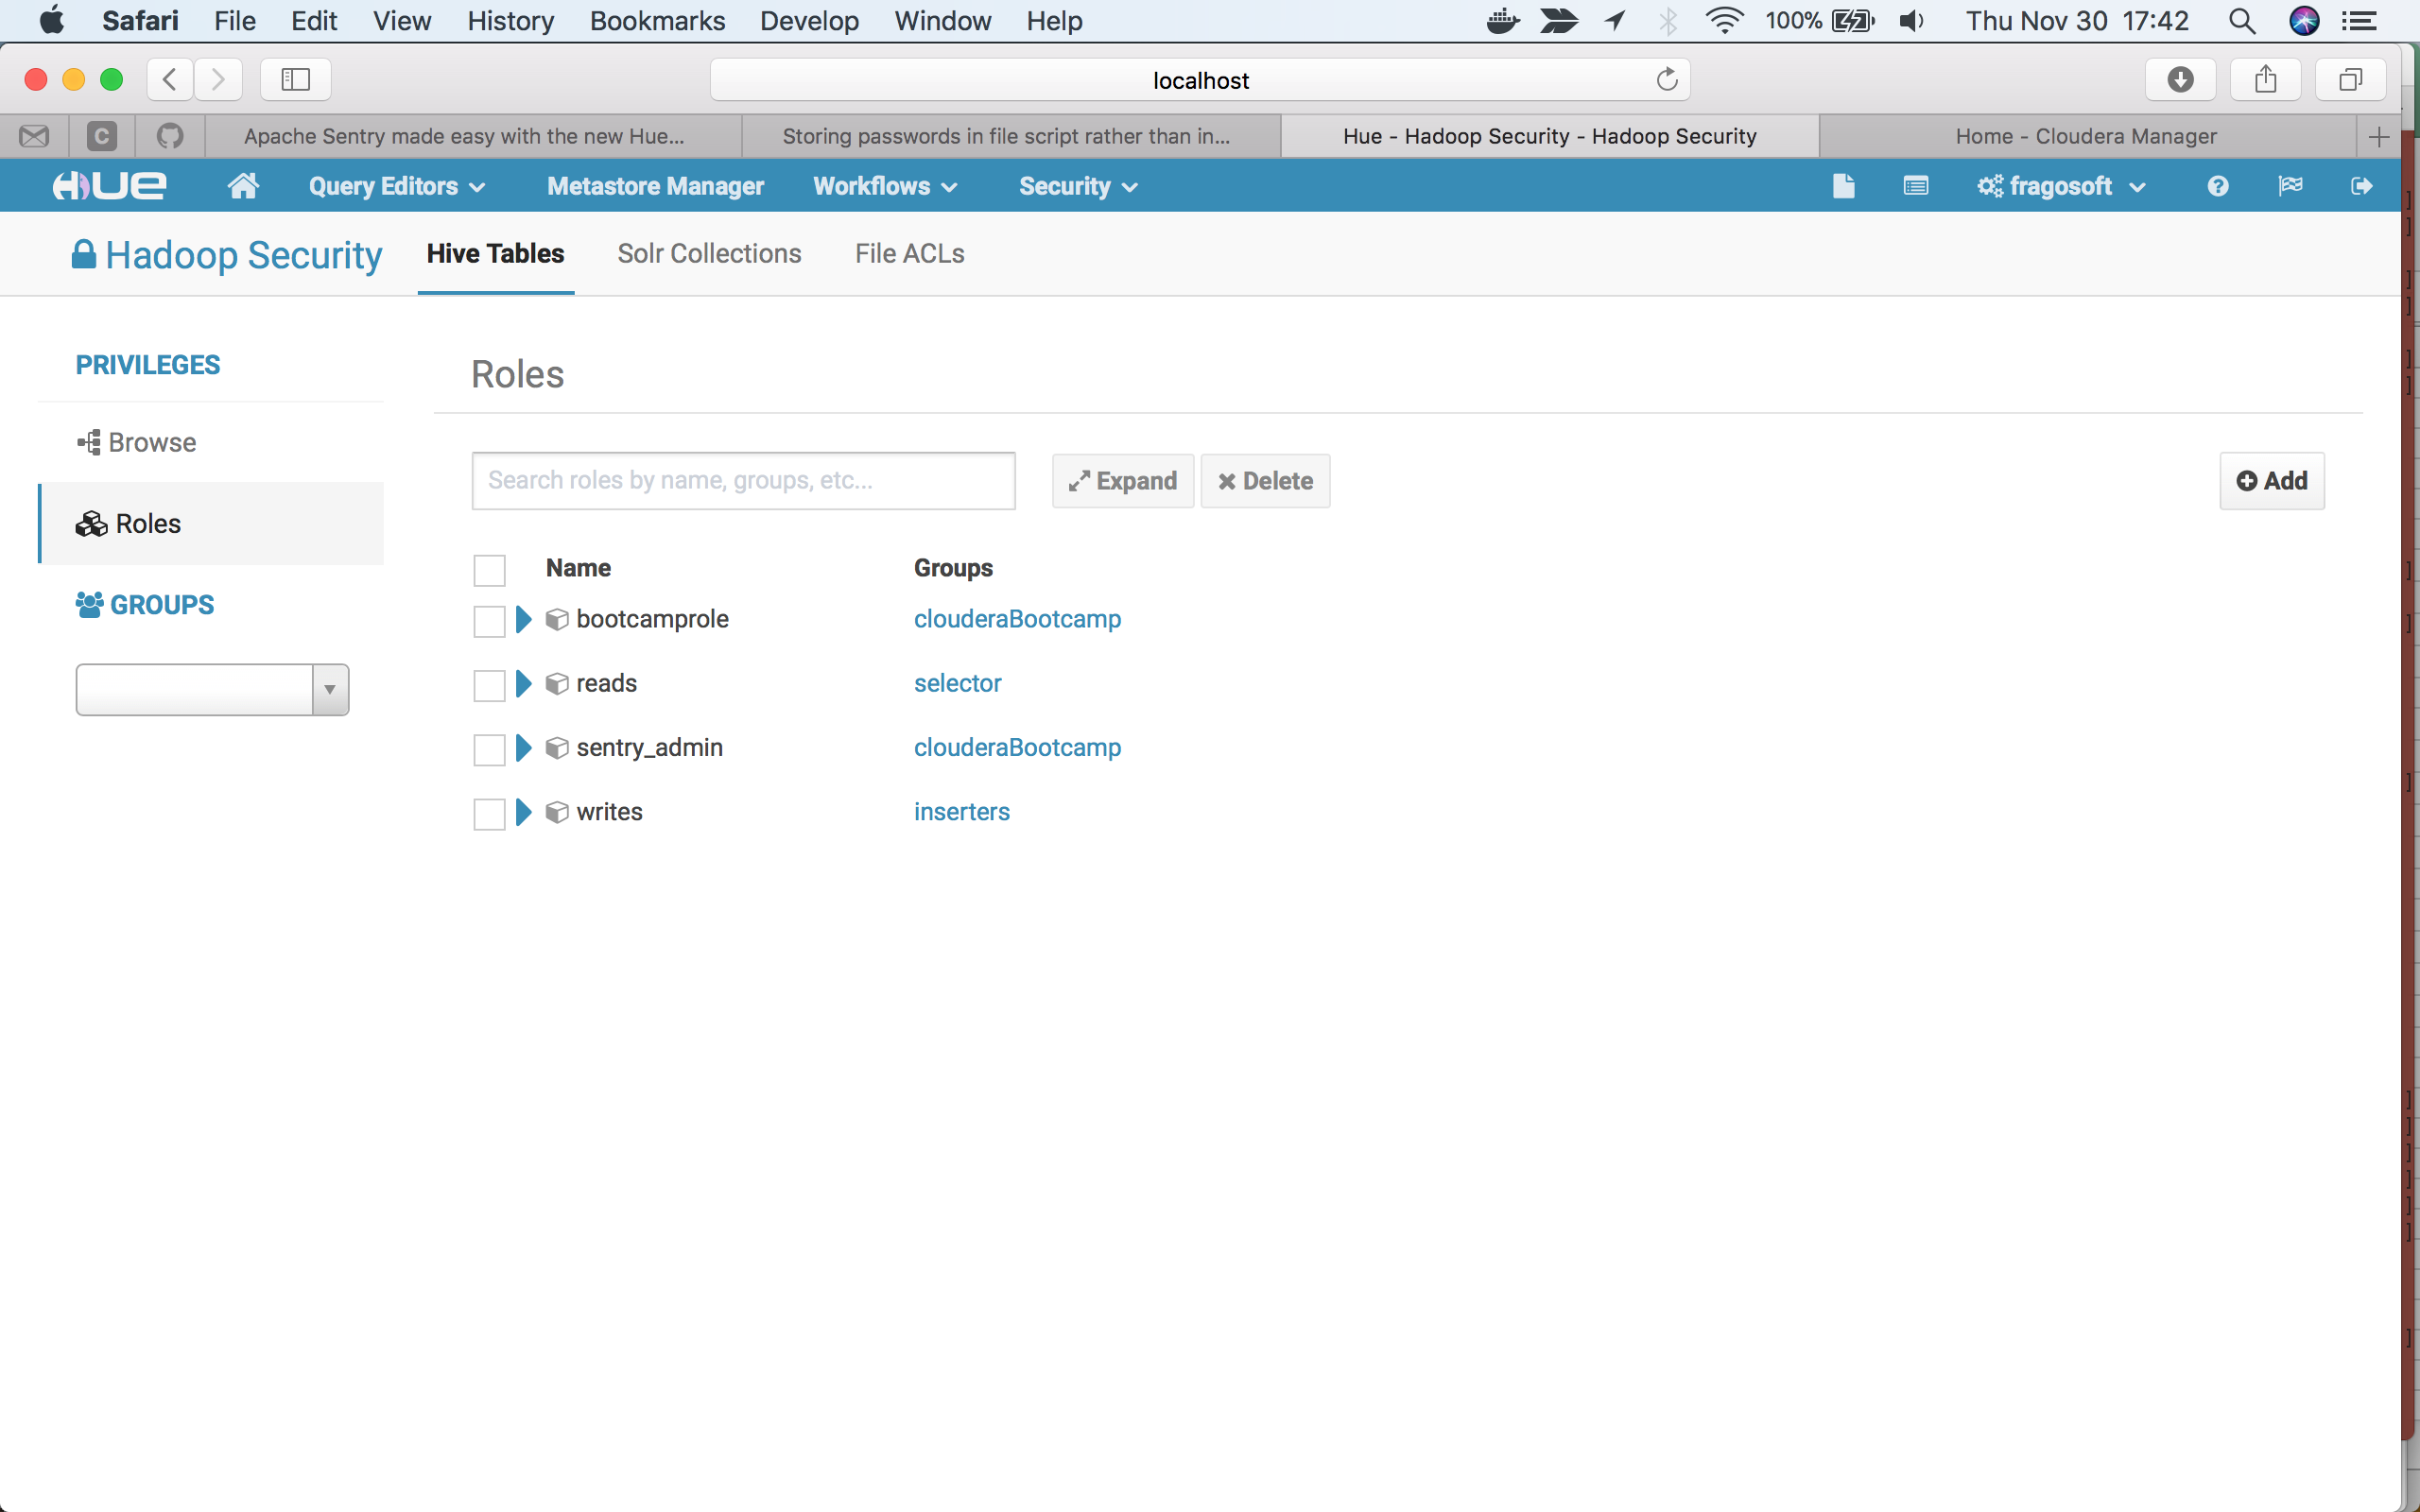 Safari File Edit View History Bookmarks Develop Window Help 100% Thu Nov 30 17:42
localhost
C Apache Sentry made easy with the new Hue... Storing passwords in file script rather than in... Hue - Hadoop Security - Hadoop Security Home - Cloudera Manager
HUE Query Editors Metastore Manager Workflows Security fragosoft
Hadoop Security Hive Tables Solr Collections File ACLs
PRIVILEGES
Browse
Roles
GROUPS
Roles
Search roles by name, groups, etc... Expand Delete Add
Name Groups
bootcamprole clouderaBootcamp
reads selector
sentry_admin clouderaBootcamp
writes inserters